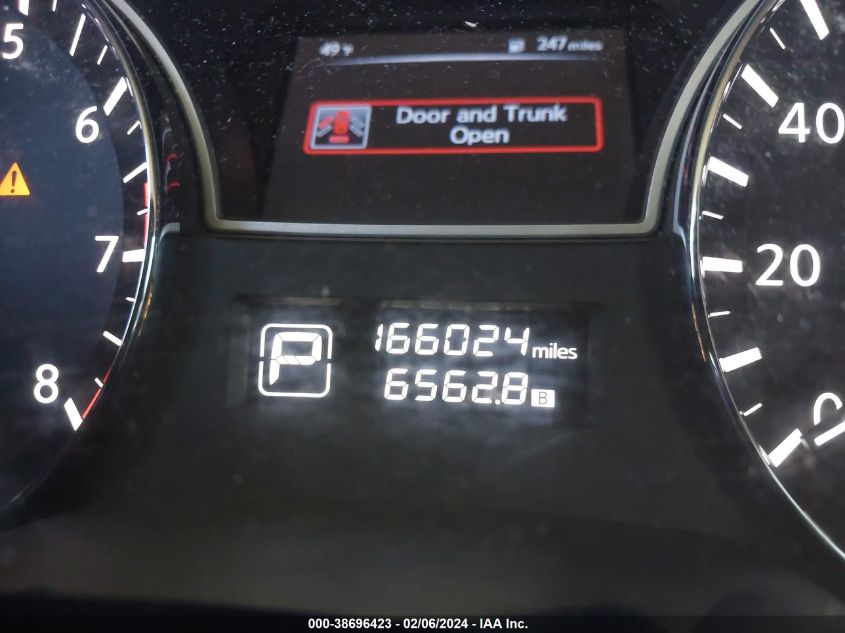 49°F 247 miles
Door and Trunk
Open
5
6
7
8
40
20
0
P
166024 miles
6562.8 B
000-38696423 - 02/06/2024 - IAA Inc.